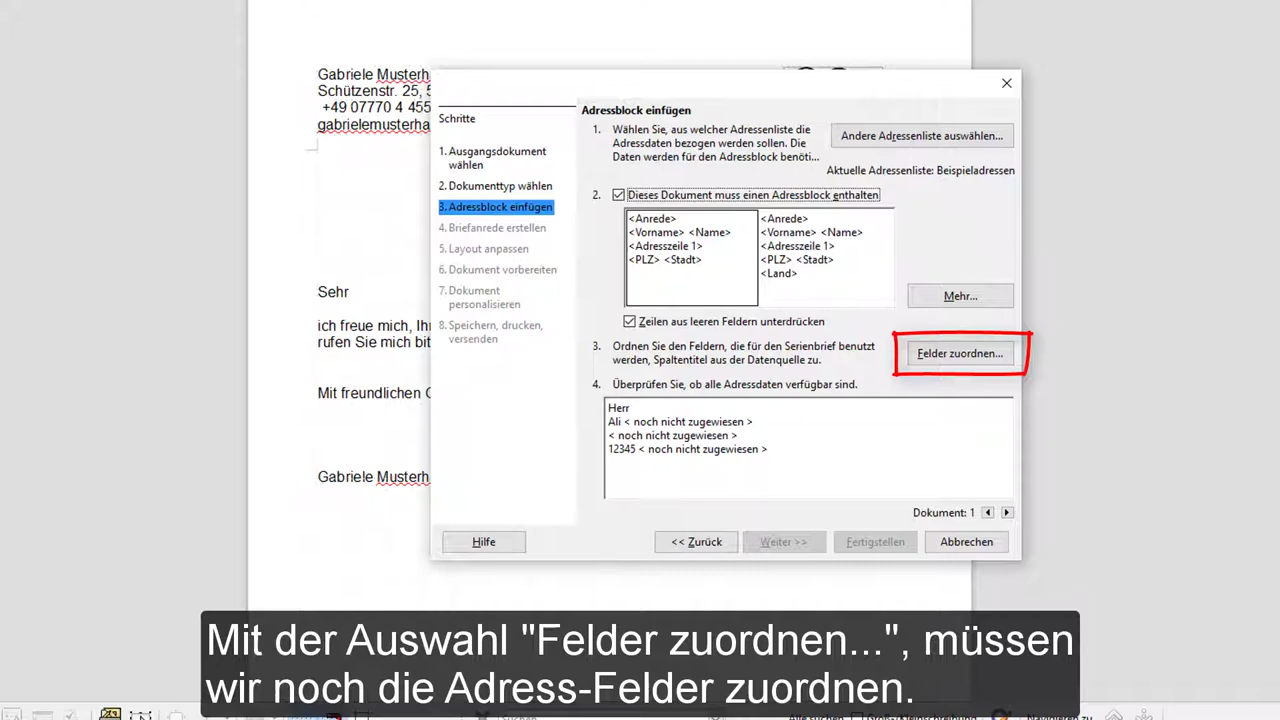 Gabriele Musterh
Schützenstr. 25, 5
+49 07770 4 455
gabrielemusterha
Sehr
ich freue mich, Ihr
rufen Sie mich bit
Mit freundlichen G
Gabriele Musterha
Schritte
1. Ausgangsdokument
wählen
2. Dokumenttyp wählen
3. Adressblock einfügen
4. Briefanrede erstellen
5. Layout anpassen
6. Dokument vorbereiten
7. Dokument
personalisieren
8. Speichern, drucken,
versenden
Adressblock einfügen
1. Wählen Sie, aus welcher Adressenliste die
Adressdaten bezogen werden sollen. Die
Daten werden für den Adressblock benöti...
Andere Adressenliste auswählen...
Aktuelle Adressenliste: Beispieladressen
2. Dieses Dokument muss einen Adressblock enthalten
<Anrede>
<Vorname> <Name>
<Adresszeile 1>
<PLZ> <Stadt>
<Anrede>
<Vorname> <Name>
<Adresszeile 1>
<PLZ> <Stadt>
<Land>
Mehr...
Zeilen aus leeren Feldern unterdrücken
3. Ordnen Sie den Feldern, die für den Serienbrief benutzt
werden, Spaltentitel aus der Datenquelle zu.
Felder zuordnen...
4. Überprüfen Sie, ob alle Adressdaten verfügbar sind.
Herr
Ali < noch nicht zugewiesen >
< noch nicht zugewiesen >
12345 < noch nicht zugewiesen >
Dokument: 1
Hilfe
<< Zurück
Weiter >>
Fertigstellen
Abbrechen
Mit der Auswahl "Felder zuordnen...", müssen
wir noch die Adress-Felder zuordnen.